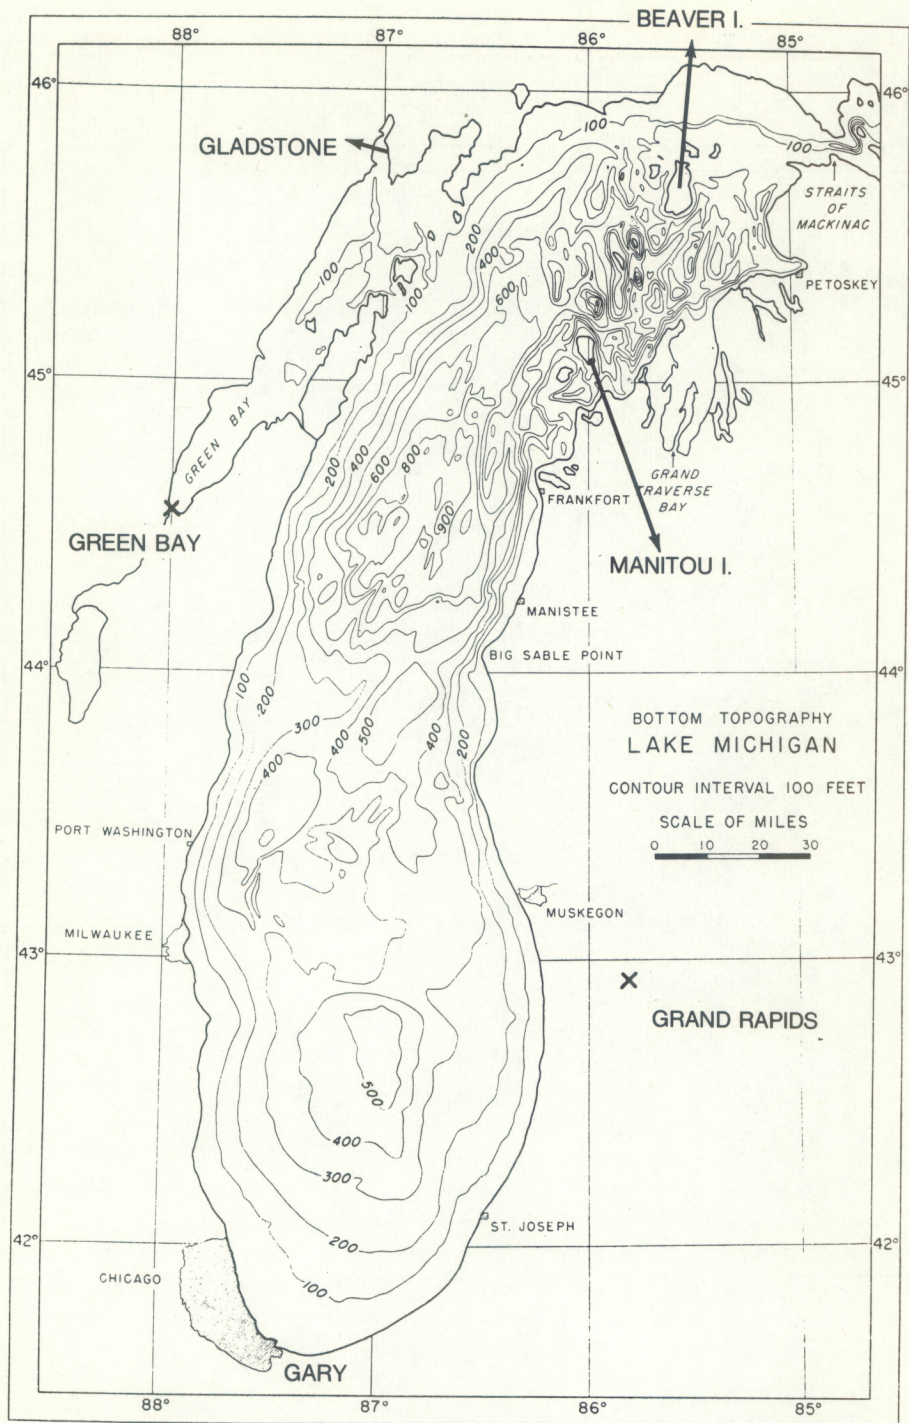 BEAVER I.
88°
87°
86°
85°
46°
46°
GLADSTONE
100
100
STRAITS
OF
MACKINAC
200
400
100
100
600
PETOSKEY
45°
45°
GREEN BAY
200
400
600
800
900
GRAND
TRAVERSE
BAY
FRANKFORT
GREEN BAY
MANITOU I.
MANISTEE
BIG SABLE POINT
44°
44°
100
200
300
400
500
400
200
400
BOTTOM TOPOGRAPHY
LAKE MICHIGAN
CONTOUR INTERVAL 100 FEET
SCALE OF MILES
0 10 20 30
PORT WASHINGTON
MUSKEGON
MILWAUKEE
43°
43°
GRAND RAPIDS
500
400
300
200
100
ST. JOSEPH
42°
42°
CHICAGO
GARY
88°
87°
86°
85°